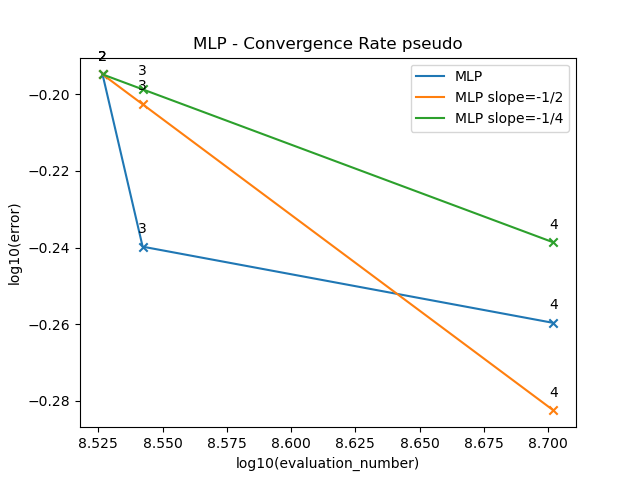 MLP - Convergence Rate pseudo
2
3
3
3
4
4
4
MLP
MLP slope=-1/2
MLP slope=-1/4
log10(error)
−0.20
−0.22
−0.24
−0.26
−0.28
8.525 8.550 8.575 8.600 8.625 8.650 8.675 8.700
log10(evaluation_number)